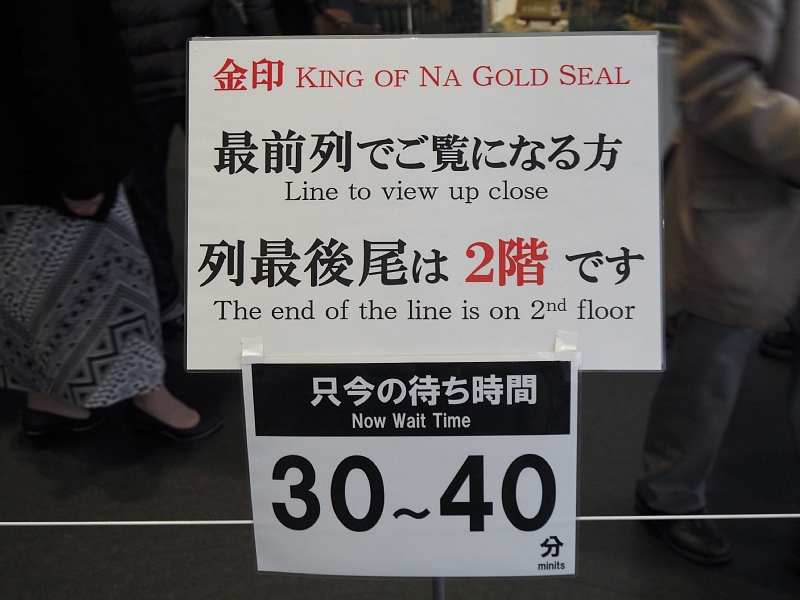 金印 KING OF NA GOLD SEAL
最前列でご覧になる方
Line to view up close
列最後尾は 2階 です
The end of the line is on 2nd floor
只今の待ち時間
Now Wait Time
30~40
分
minits